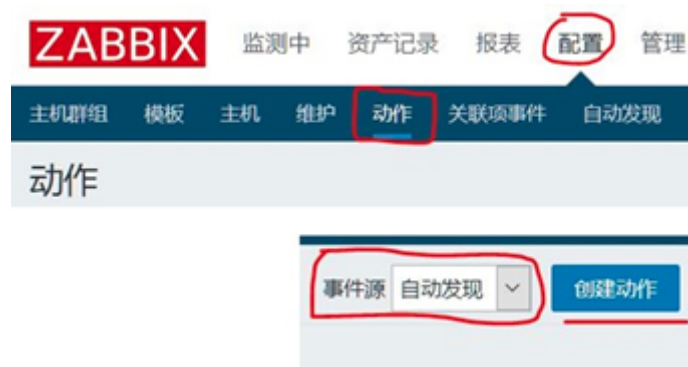 ZABBIX 监测中 资产记录 报表 配置 管理
主机群组 模板 主机 维护 动作 关联项事件 自动发现
动作
事件源 自动发现 创建动作